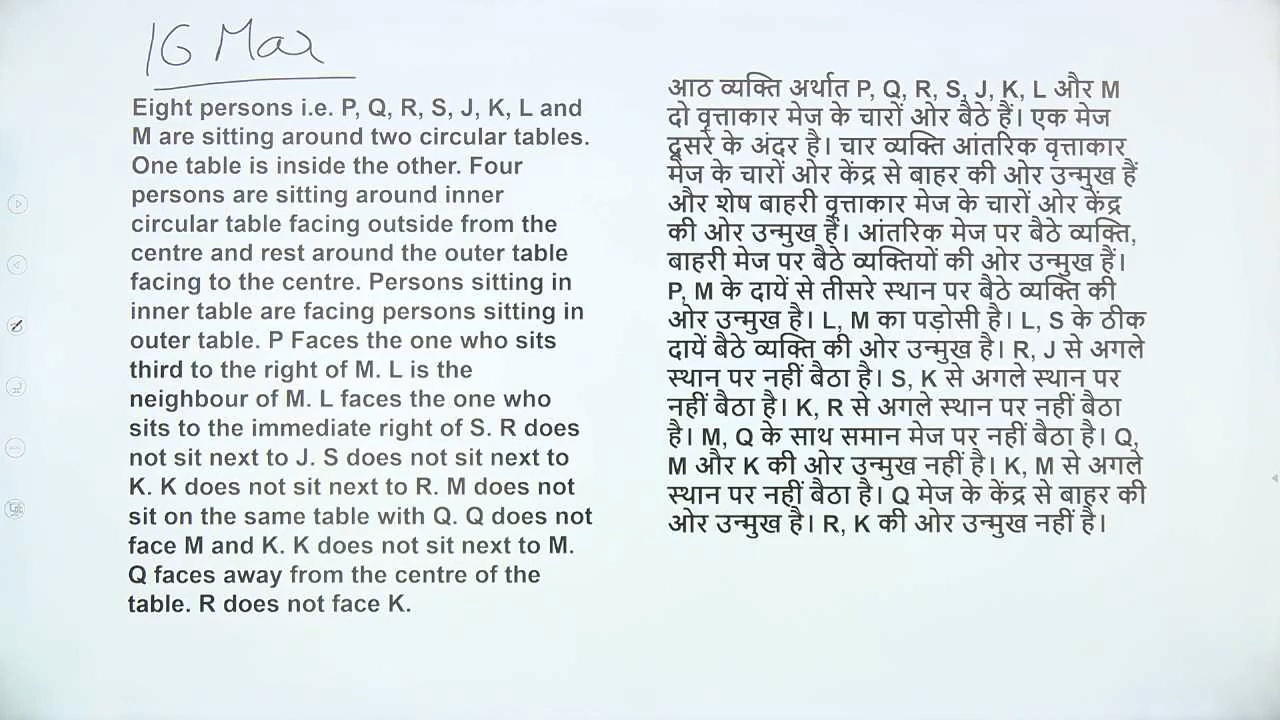 16 Mar
Eight persons i.e. P, Q, R, S, J, K, L and
M are sitting around two circular tables.
One table is inside the other. Four
persons are sitting around inner
circular table facing outside from the
centre and rest around the outer table
facing to the centre. Persons sitting in
inner table are facing persons sitting in
outer table. P Faces the one who sits
third to the right of M. L is the
neighbour of M. L faces the one who
sits to the immediate right of S. R does
not sit next to J. S does not sit next to
K. K does not sit next to R. M does not
sit on the same table with Q. Q does not
face M and K. K does not sit next to M.
Q faces away from the centre of the
table. R does not face K.
आठ व्यक्ति अर्थात P, Q, R, S, J, K, L और M
दो वृत्ताकार मेज के चारों ओर बैठे हैं। एक मेज
दूसरे के अंदर है। चार व्यक्ति आंतरिक वृत्ताकार
मेज के चारों ओर केंद्र से बाहर की ओर उन्मुख हैं
और शेष बाहरी वृत्ताकार मेज के चारों ओर केंद्र
की ओर उन्मुख हैं। आंतरिक मेज पर बैठे व्यक्ति,
बाहरी मेज पर बैठे व्यक्तियों की ओर उन्मुख हैं।
P, M के दायें से तीसरे स्थान पर बैठे व्यक्ति की
ओर उन्मुख है। L, M का पड़ोसी है। L, S के ठीक
दायें बैठे व्यक्ति की ओर उन्मुख है। R, J से अगले
स्थान पर नहीं बैठा है। S, K से अगले स्थान पर
नहीं बैठा है। K, R से अगले स्थान पर नहीं बैठा
है। M, Q के साथ समान मेज पर नहीं बैठा है। Q,
M और K की ओर उन्मुख नहीं है। K, M से अगले
स्थान पर नहीं बैठा है। Q मेज के केंद्र से बाहर की
ओर उन्मुख है। R, K की ओर उन्मुख नहीं है।